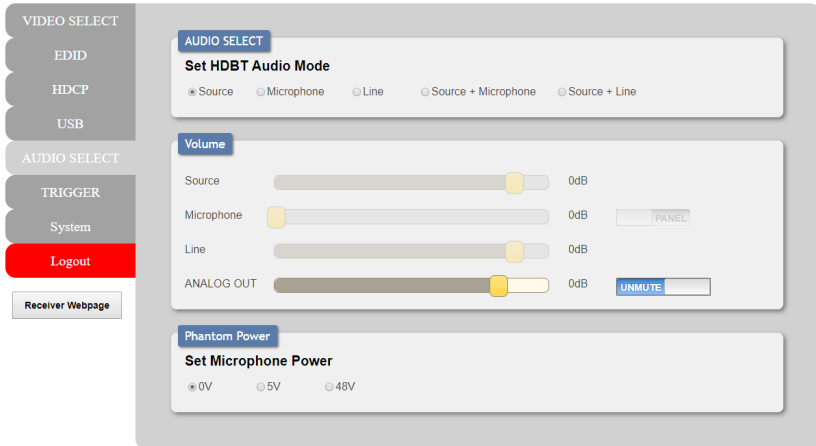 VIDEO SELECT
EDID
HDCP
USB
AUDIO SELECT
TRIGGER
System
Logout
Receiver Webpage
AUDIO SELECT
Set HDBT Audio Mode
Source Microphone Line Source + Microphone Source + Line
Volume
Source 0dB
Microphone 0dB PANEL
Line 0dB
ANALOG OUT 0dB UNMUTE
Phantom Power
Set Microphone Power
0V 5V 48V